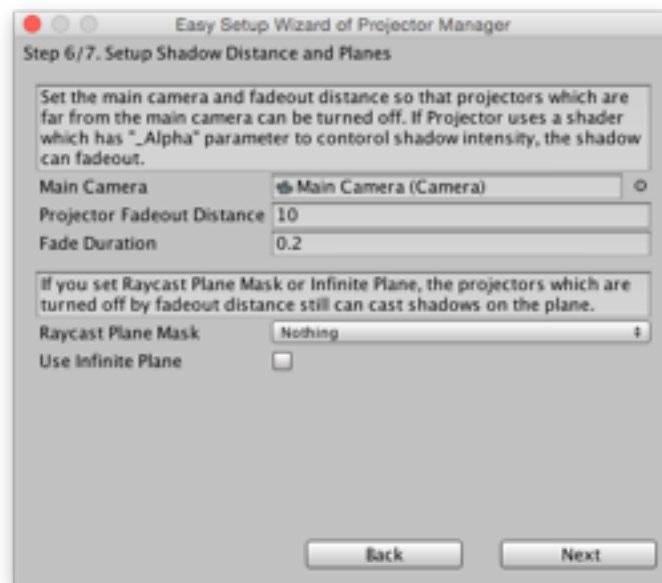 Easy Setup Wizard of Projector Manager
Step 6/7. Setup Shadow Distance and Planes
Set the main camera and fadeout distance so that projectors which are
far from the main camera can be turned off. If Projector uses a shader
which has "_Alpha" parameter to contorol shadow intensity, the shadow
can fadeout.
Main Camera Main Camera (Camera)
Projector Fadeout Distance 10
Fade Duration 0.2
If you set Raycast Plane Mask or Infinite Plane, the projectors which are
turned off by fadeout distance still can cast shadows on the plane.
Raycast Plane Mask Nothing
Use Infinite Plane
Back Next